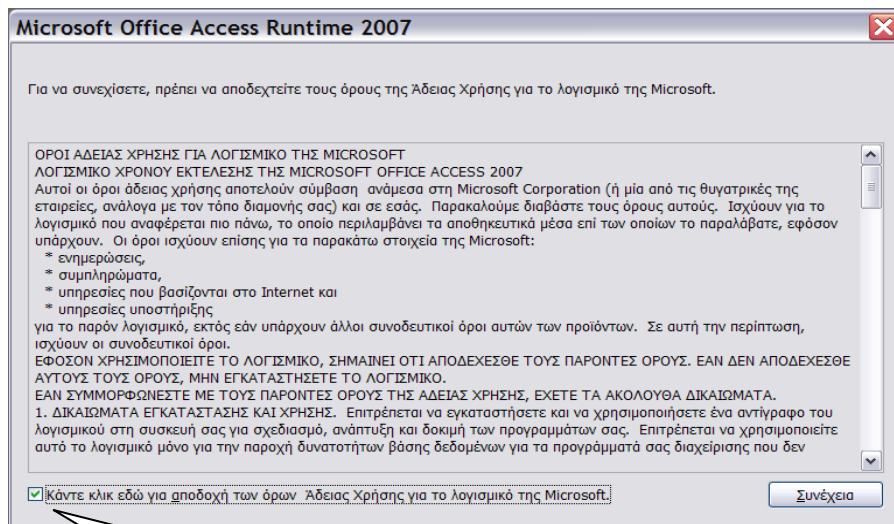 Microsoft Office Access Runtime 2007
Για να συνεχίσετε, πρέπει να αποδεχτείτε τους όρους της Άδειας Χρήσης για το λογισμικό της Microsoft.
ΟΡΟΙ ΑΔΕΙΑΣ ΧΡΗΣΗΣ ΓΙΑ ΛΟΓΙΣΜΙΚΟ ΤΗΣ MICROSOFT
ΛΟΓΙΣΜΙΚΟ ΧΡΟΝΟΥ ΕΚΤΕΛΕΣΗΣ ΤΗΣ MICROSOFT OFFICE ACCESS 2007
Αυτοί οι όροι άδειας χρήσης αποτελούν σύμβαση ανάμεσα στη Microsoft Corporation (ή μία από τις θυγατρικές της
εταιρείες, ανάλογα με τον τόπο διαμονής σας) και σε εσάς. Παρακαλούμε διαβάστε τους όρους αυτούς. Ισχύουν για το
λογισμικό που αναφέρεται πιο πάνω, το οποίο περιλαμβάνει τα αποθηκευτικά μέσα επί των οποίων το παραλάβατε, εφόσον
υπάρχουν. Οι όροι ισχύουν επίσης για τα παρακάτω στοιχεία της Microsoft:
* ενημερώσεις,
* συμπληρώματα,
* υπηρεσίες που βασίζονται στο Internet και
* υπηρεσίες υποστήριξης
για το παρόν λογισμικό, εκτός εάν υπάρχουν άλλοι συνοδευτικοί όροι αυτών των προϊόντων. Σε αυτή την περίπτωση,
ισχύουν οι συνοδευτικοί όροι.
ΕΦΟΣΟΝ ΧΡΗΣΙΜΟΠΟΙΕΙΤΕ ΤΟ ΛΟΓΙΣΜΙΚΟ, ΣΗΜΑΙΝΕΙ ΟΤΙ ΑΠΟΔΕΧΕΣΘΕ ΤΟΥΣ ΠΑΡΟΝΤΕΣ ΟΡΟΥΣ. ΕΑΝ ΔΕΝ ΑΠΟΔΕΧΕΣΘΕ
ΑΥΤΟΥΣ ΤΟΥΣ ΟΡΟΥΣ, ΜΗΝ ΕΓΚΑΤΑΣΤΗΣΕΤΕ ΤΟ ΛΟΓΙΣΜΙΚΟ.
ΕΑΝ ΣΥΜΜΟΡΦΩΝΕΣΤΕ ΜΕ ΤΟΥΣ ΠΑΡΟΝΤΕΣ ΟΡΟΥΣ ΤΗΣ ΑΔΕΙΑΣ ΧΡΗΣΗΣ, ΕΧΕΤΕ ΤΑ ΑΚΟΛΟΥΘΑ ΔΙΚΑΙΩΜΑΤΑ.
1. ΔΙΚΑΙΩΜΑΤΑ ΕΓΚΑΤΑΣΤΑΣΗΣ ΚΑΙ ΧΡΗΣΗΣ. Επιτρέπεται να εγκαταστήσετε και να χρησιμοποιήσετε ένα αντίγραφο του
λογισμικού στη συσκευή σας για σχεδιασμό, ανάπτυξη και δοκιμή των προγραμμάτων σας. Επιτρέπεται να χρησιμοποιείτε
αυτό το λογισμικό μόνο για την παροχή δυνατοτήτων βάσης δεδομένων για τα προγράμματά σας διαχείρισης που δεν
Κάντε κλικ εδώ για αποδοχή των όρων Άδειας Χρήσης για το λογισμικό της Microsoft.
Συνέχεια